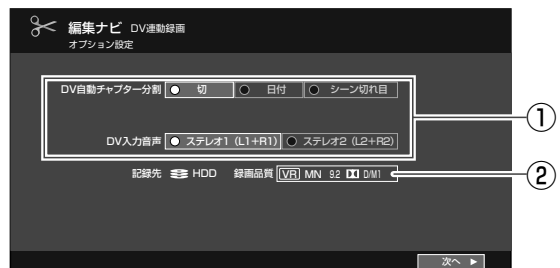 編集ナビ DV連動録画
オプション設定
DV自動チャプター分割 切 日付 シーン切れ目
①
DV入力音声 ステレオ1（L1+R1） ステレオ2（L2+R2）
記録先 HDD 録画品質 VR MN 9.2 D/M1
②
次へ ▶